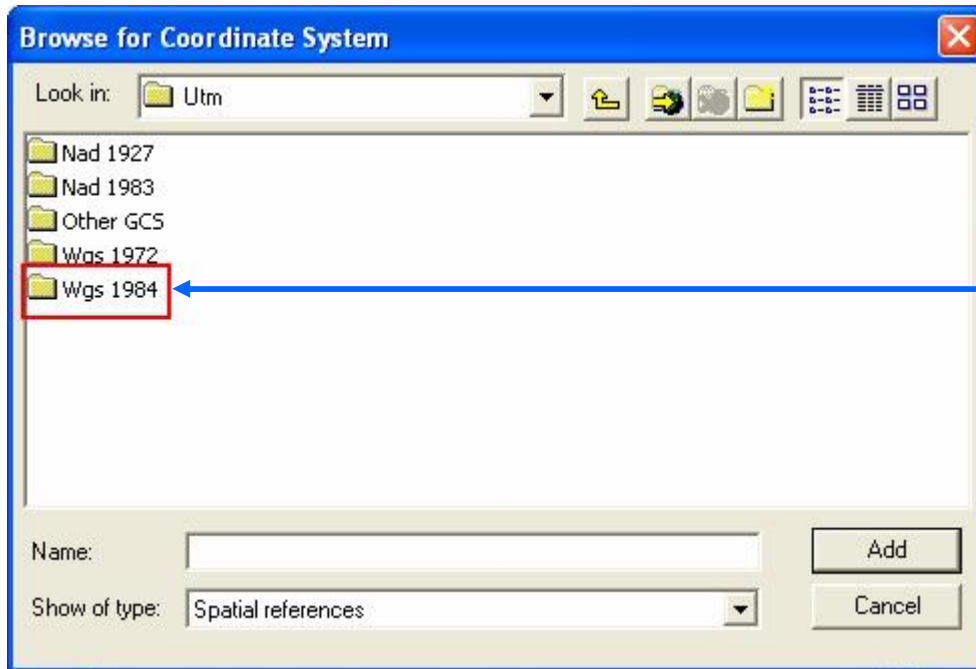 Browse for Coordinate System
Look in: Utm
Nad 1927
Nad 1983
Other GCS
Wgs 1972
Wgs 1984
Name:
Add
Show of type: Spatial references
Cancel